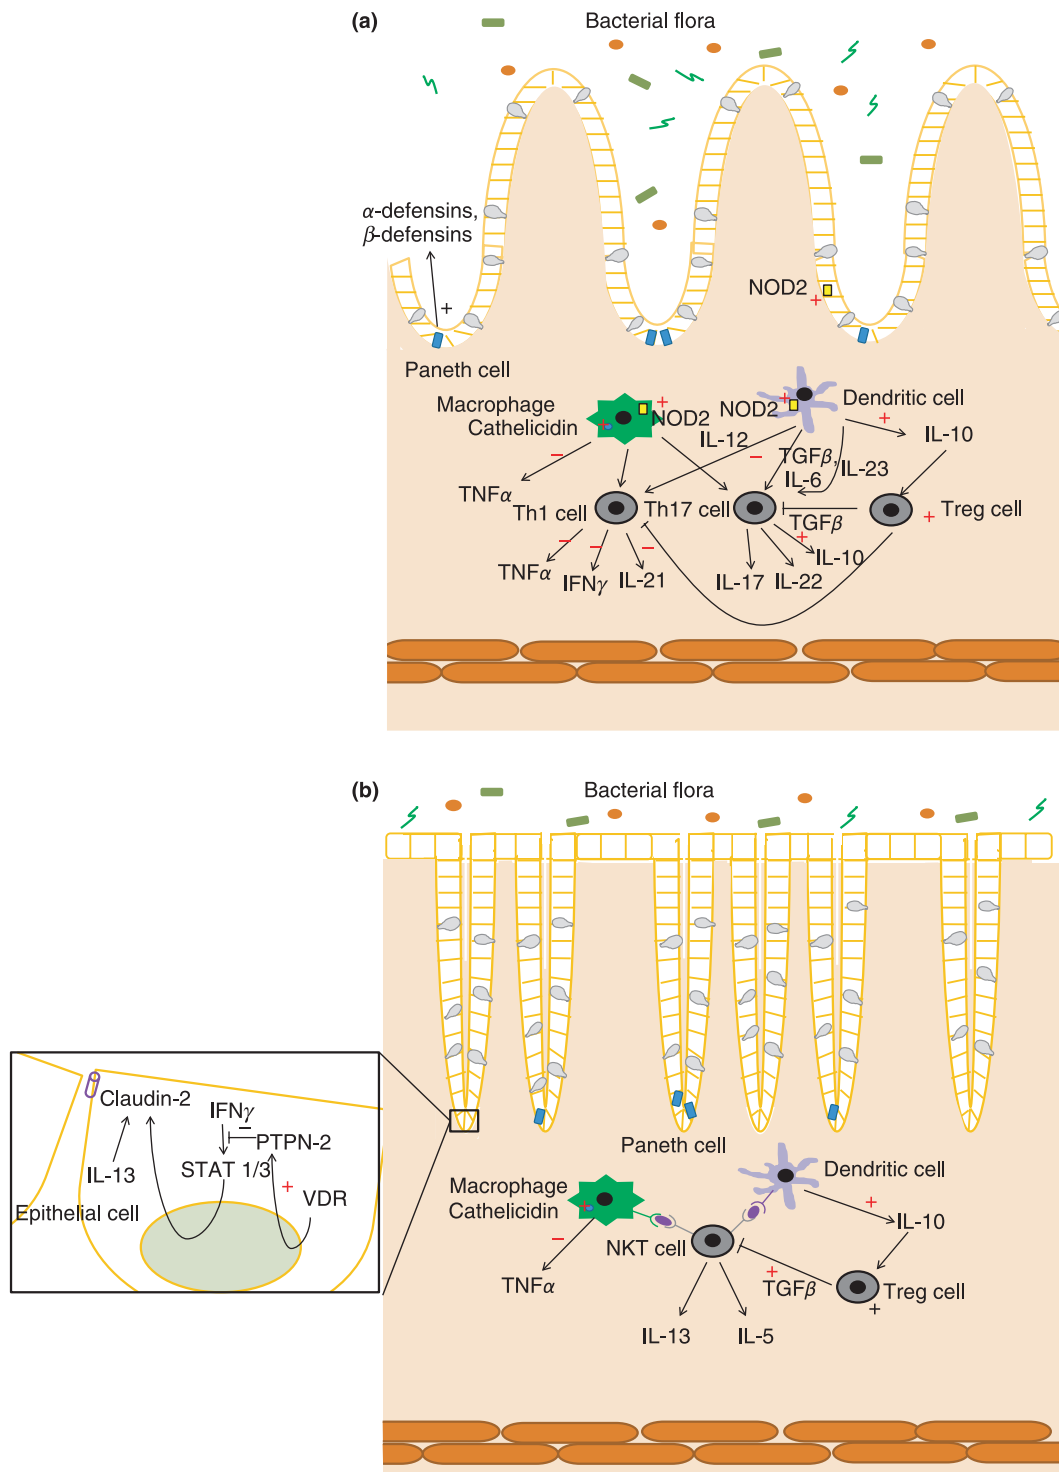 (a)
Bacterial flora
α-defensins,
β-defensins
+
NOD2
+
Paneth cell
Macrophage
Cathelicidin
+
+
NOD2
NOD2
+
Dendritic cell
+
IL-10
IL-12
−
−
TGFβ,
IL-6
IL-23
TNFα
Th1 cell
Th17 cell
TGFβ
+
Treg cell
−
−
−
+
TNFα
IFNγ
IL-21
IL-17
IL-22
IL-10
(b)
Bacterial flora
Claudin-2
IFNγ
−
PTPN-2
IL-13
STAT 1/3
+
VDR
Epithelial cell
Paneth cell
Macrophage
Cathelicidin
+
−
TNFα
Dendritic cell
+
IL-10
NKT cell
+
TGFβ
Treg cell
+
IL-13
IL-5